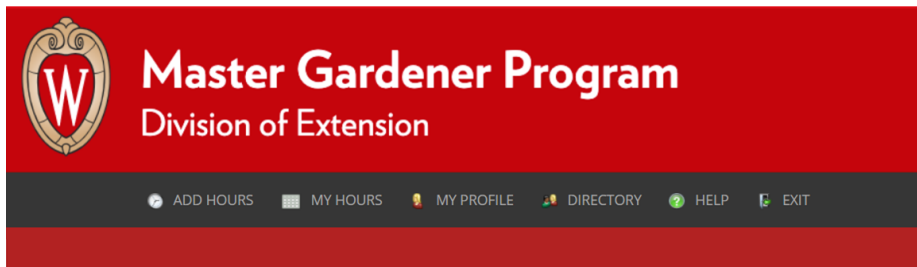 W
Master Gardener Program
Division of Extension
ADD HOURS MY HOURS MY PROFILE DIRECTORY ? HELP EXIT